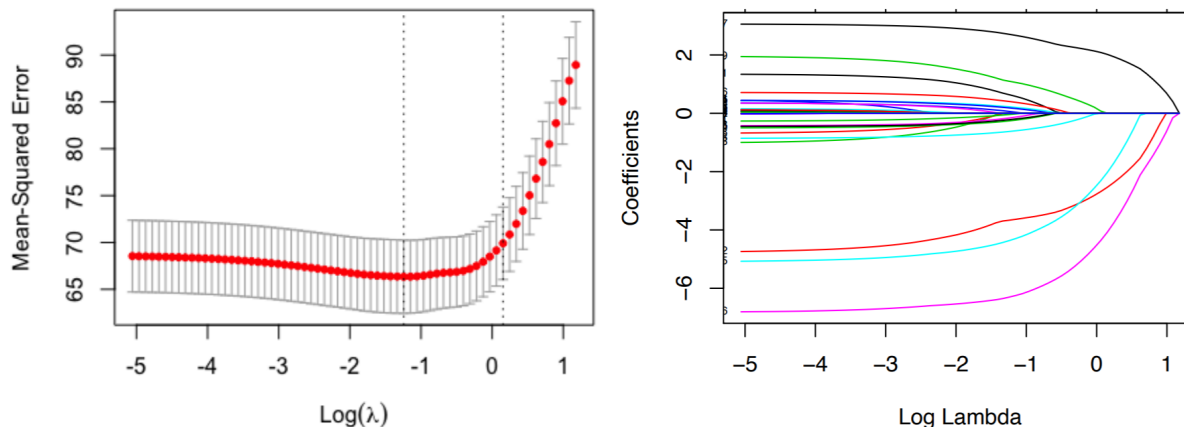 Mean-Squared Error
90
85
80
75
70
65
-5 -4 -3 -2 -1 0 1
Log(λ)
Coefficients
2
0
−2
−4
−6
−5 −4 −3 −2 −1 0 1
Log Lambda